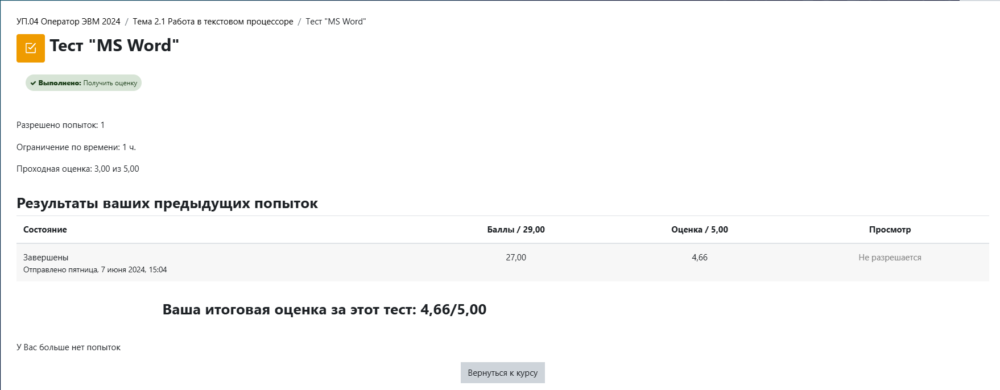 УП.04 Оператор ЭВМ 2024 / Тема 2.1 Работа в текстовом процессоре / Тест "MS Word"
Тест "MS Word"
Выполнено: Получить оценку
Разрешено попыток: 1
Ограничение по времени: 1 ч.
Проходная оценка: 3,00 из 5,00
Результаты ваших предыдущих попыток
Состояние Баллы / 29,00 Оценка / 5,00 Просмотр
Завершены 27,00 4,66 Не разрешается
Отправлено пятница, 7 июня 2024, 15:04
Ваша итоговая оценка за этот тест: 4,66/5,00
У Вас больше нет попыток
Вернуться к курсу